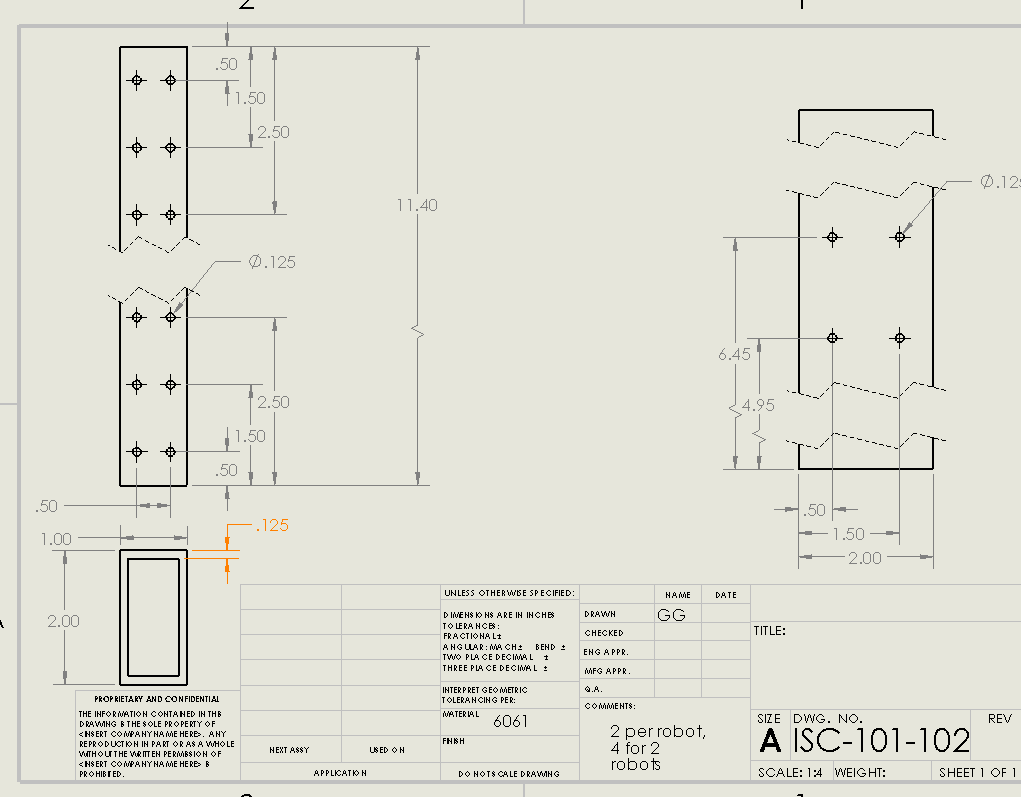 2
1
.50
1.50
2.50
11.40
Ø.125
2.50
1.50
.50
.50
1.00
.125
2.00
Ø.125
6.45
4.95
.50
1.50
2.00
A
PROPRIETARY AND CONFIDENTIAL
THE INFORMATION CONTAINED IN THIS
DRAWING IS THE SOLE PROPERTY OF
<INSERT COMPANY NAME HERE>. ANY
REPRODUCTION IN PART OR AS A WHOLE
WITHOUT THE WRITTEN PERMISSION OF
<INSERT COMPANY NAME HERE> IS
PROHIBITED.
NEXT ASSY
USED ON
APPLICATION
UNLESS OTHERWISE SPECIFIED:
DIMENSIONS ARE IN INCHES
TOLERANCES:
FRACTIONAL±
ANGULAR: MACH± BEND ±
TWO PLACE DECIMAL ±
THREE PLACE DECIMAL ±
INTERPRET GEOMETRIC
TOLERANCING PER:
MATERIAL
6061
FINISH
DO NOT SCALE DRAWING
NAME
DATE
DRAWN
GG
CHECKED
ENG APPR.
MFG APPR.
Q.A.
COMMENTS:
2 per robot,
4 for 2
robots
TITLE:
SIZE
DWG. NO.
REV
A
ISC-101-102
SCALE: 1:4
WEIGHT:
SHEET 1 OF 1
2
1